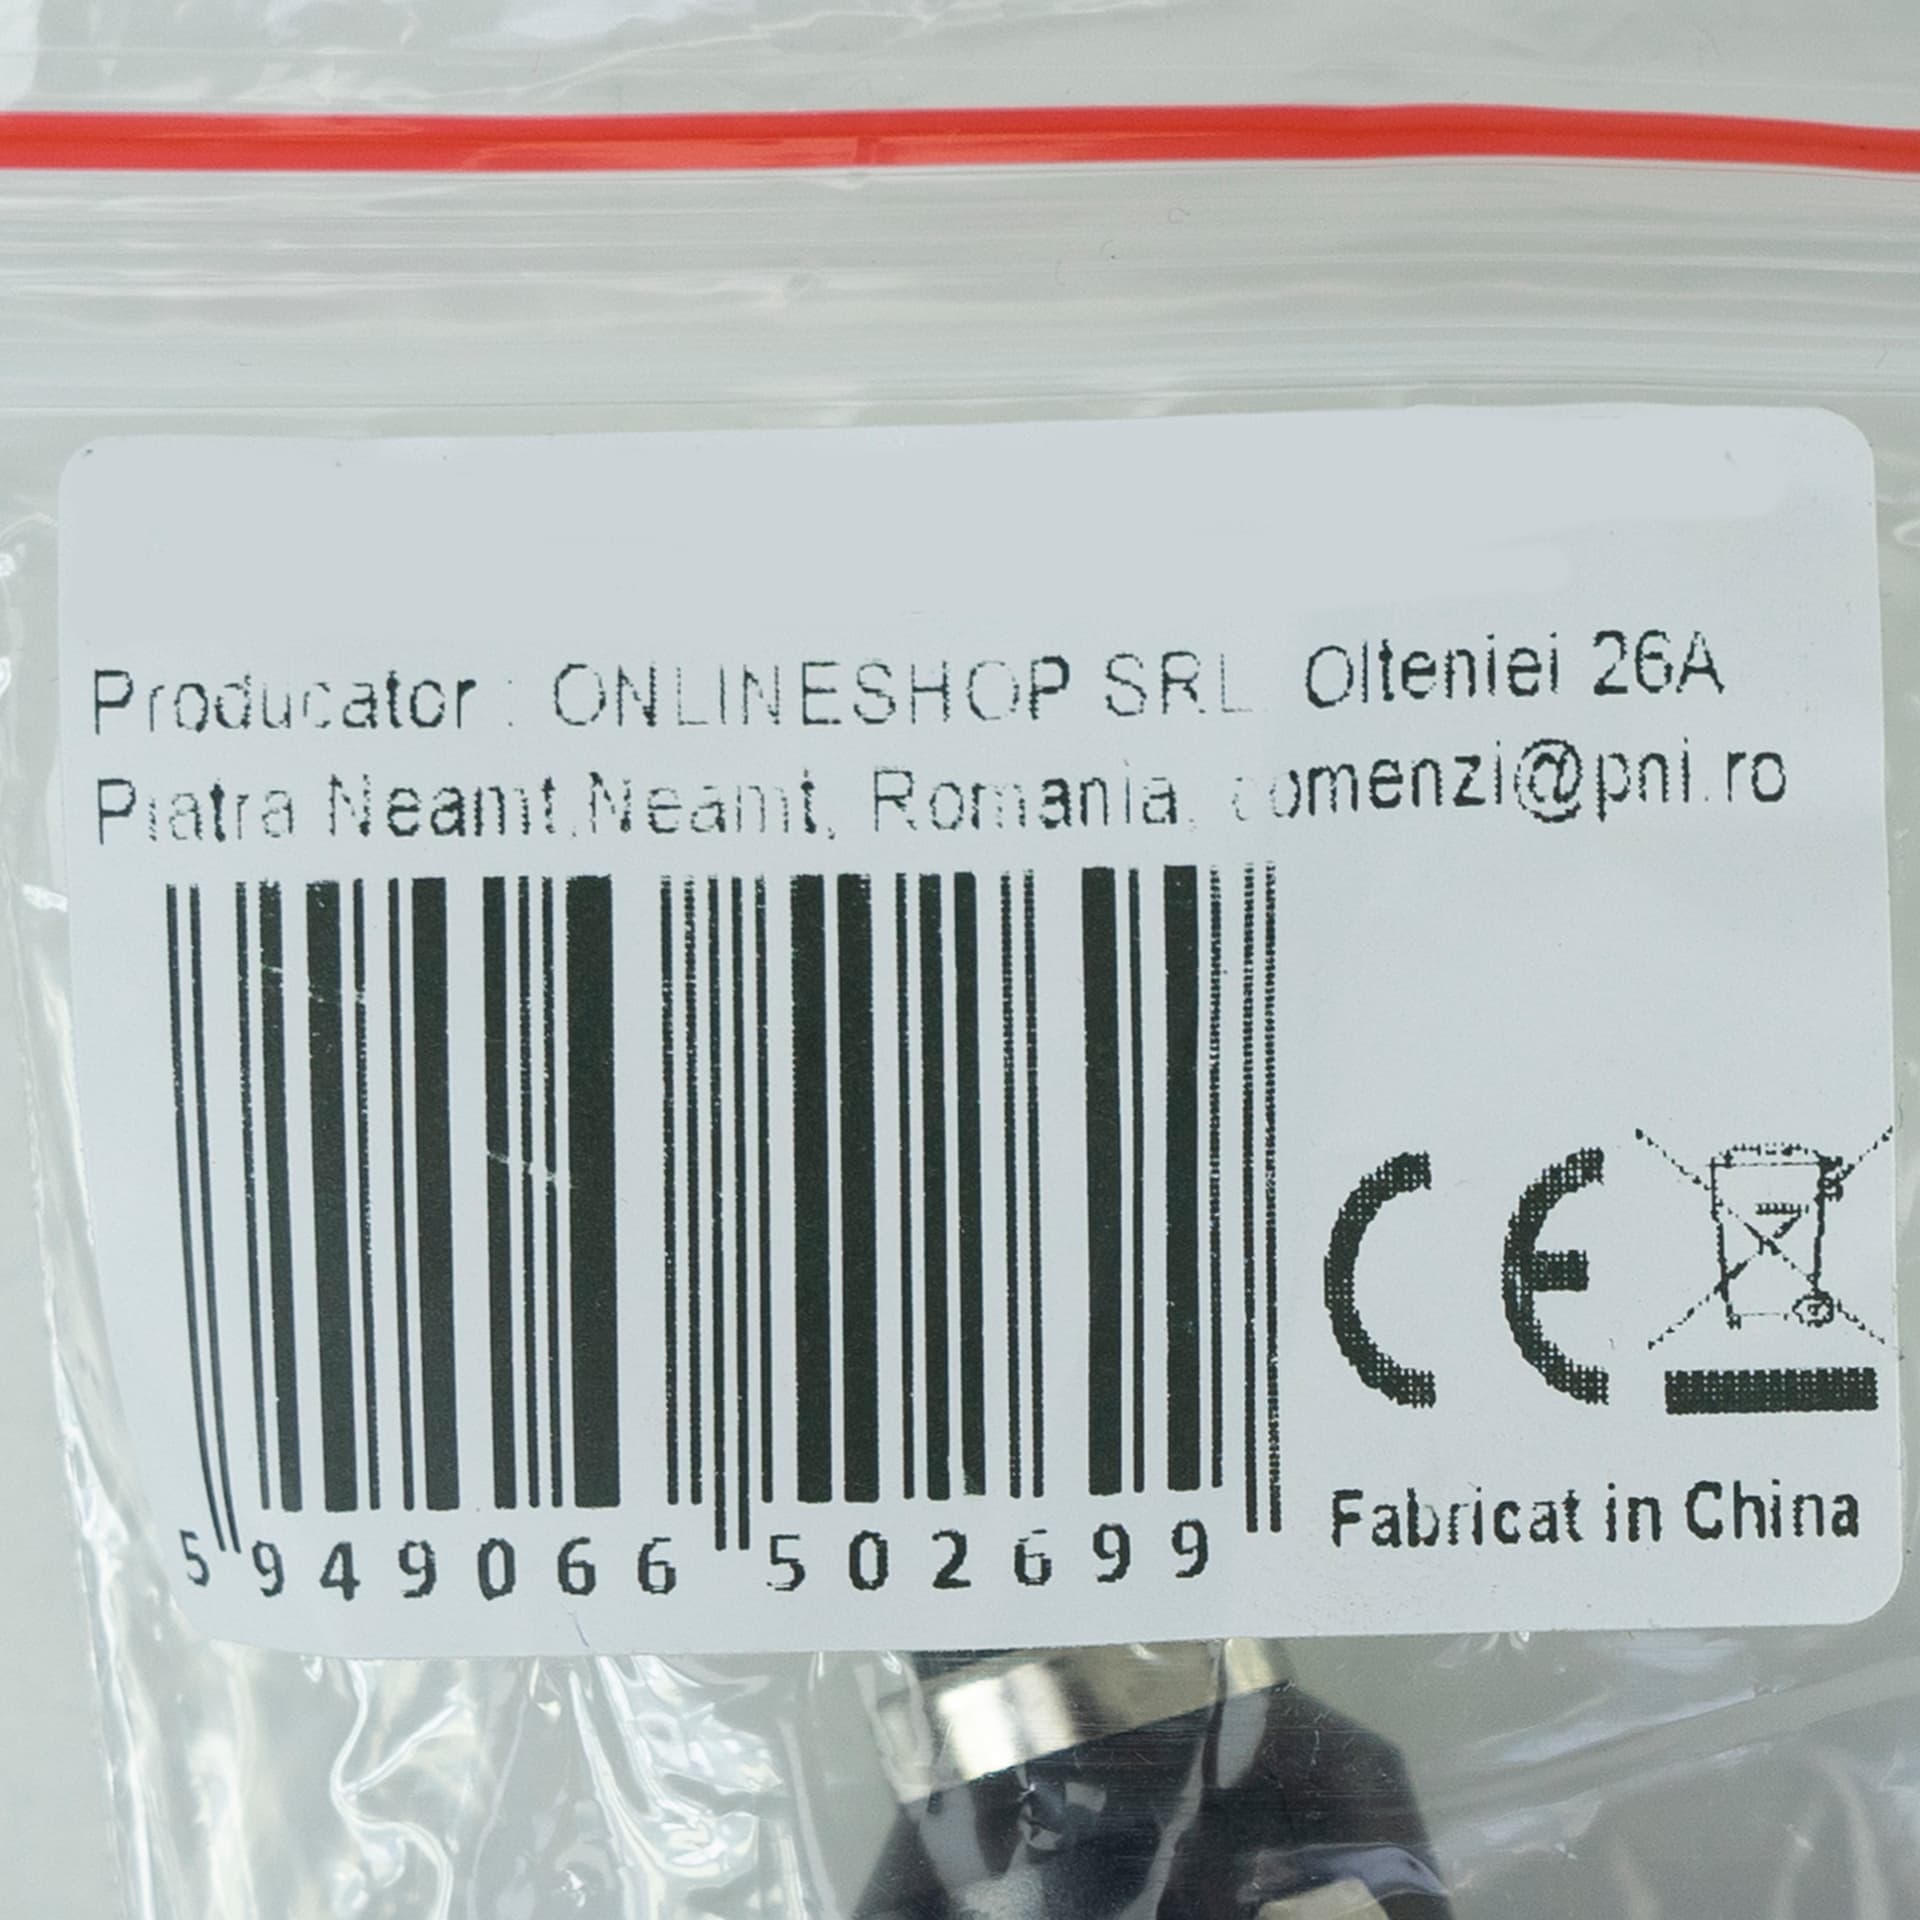 Producator : ONLINESHOP SRL. Olteniei 26A
Piatra Neamt,Neamt, Romania, comenzi@pni.ro
CE
Fabricat in China
5 949066 502699